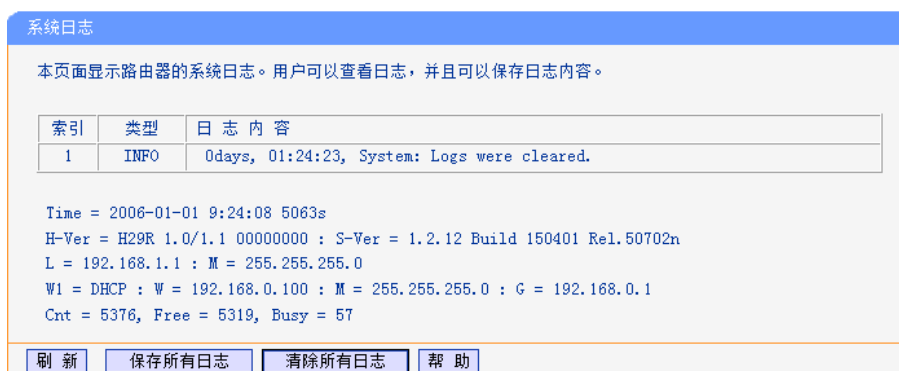 系统日志
本页面显示路由器的系统日志。用户可以查看日志，并且可以保存日志内容。
索引 类型 日 志 内 容
1 INFO 0days, 01:24:23, System: Logs were cleared.
Time = 2006-01-01 9:24:08 5063s
H-Ver = H29R 1.0/1.1 00000000 : S-Ver = 1.2.12 Build 150401 Rel.50702n
L = 192.168.1.1 : M = 255.255.255.0
W1 = DHCP : W = 192.168.0.100 : M = 255.255.255.0 : G = 192.168.0.1
Cnt = 5376, Free = 5319, Busy = 57
刷 新 保存所有日志 清除所有日志 帮 助